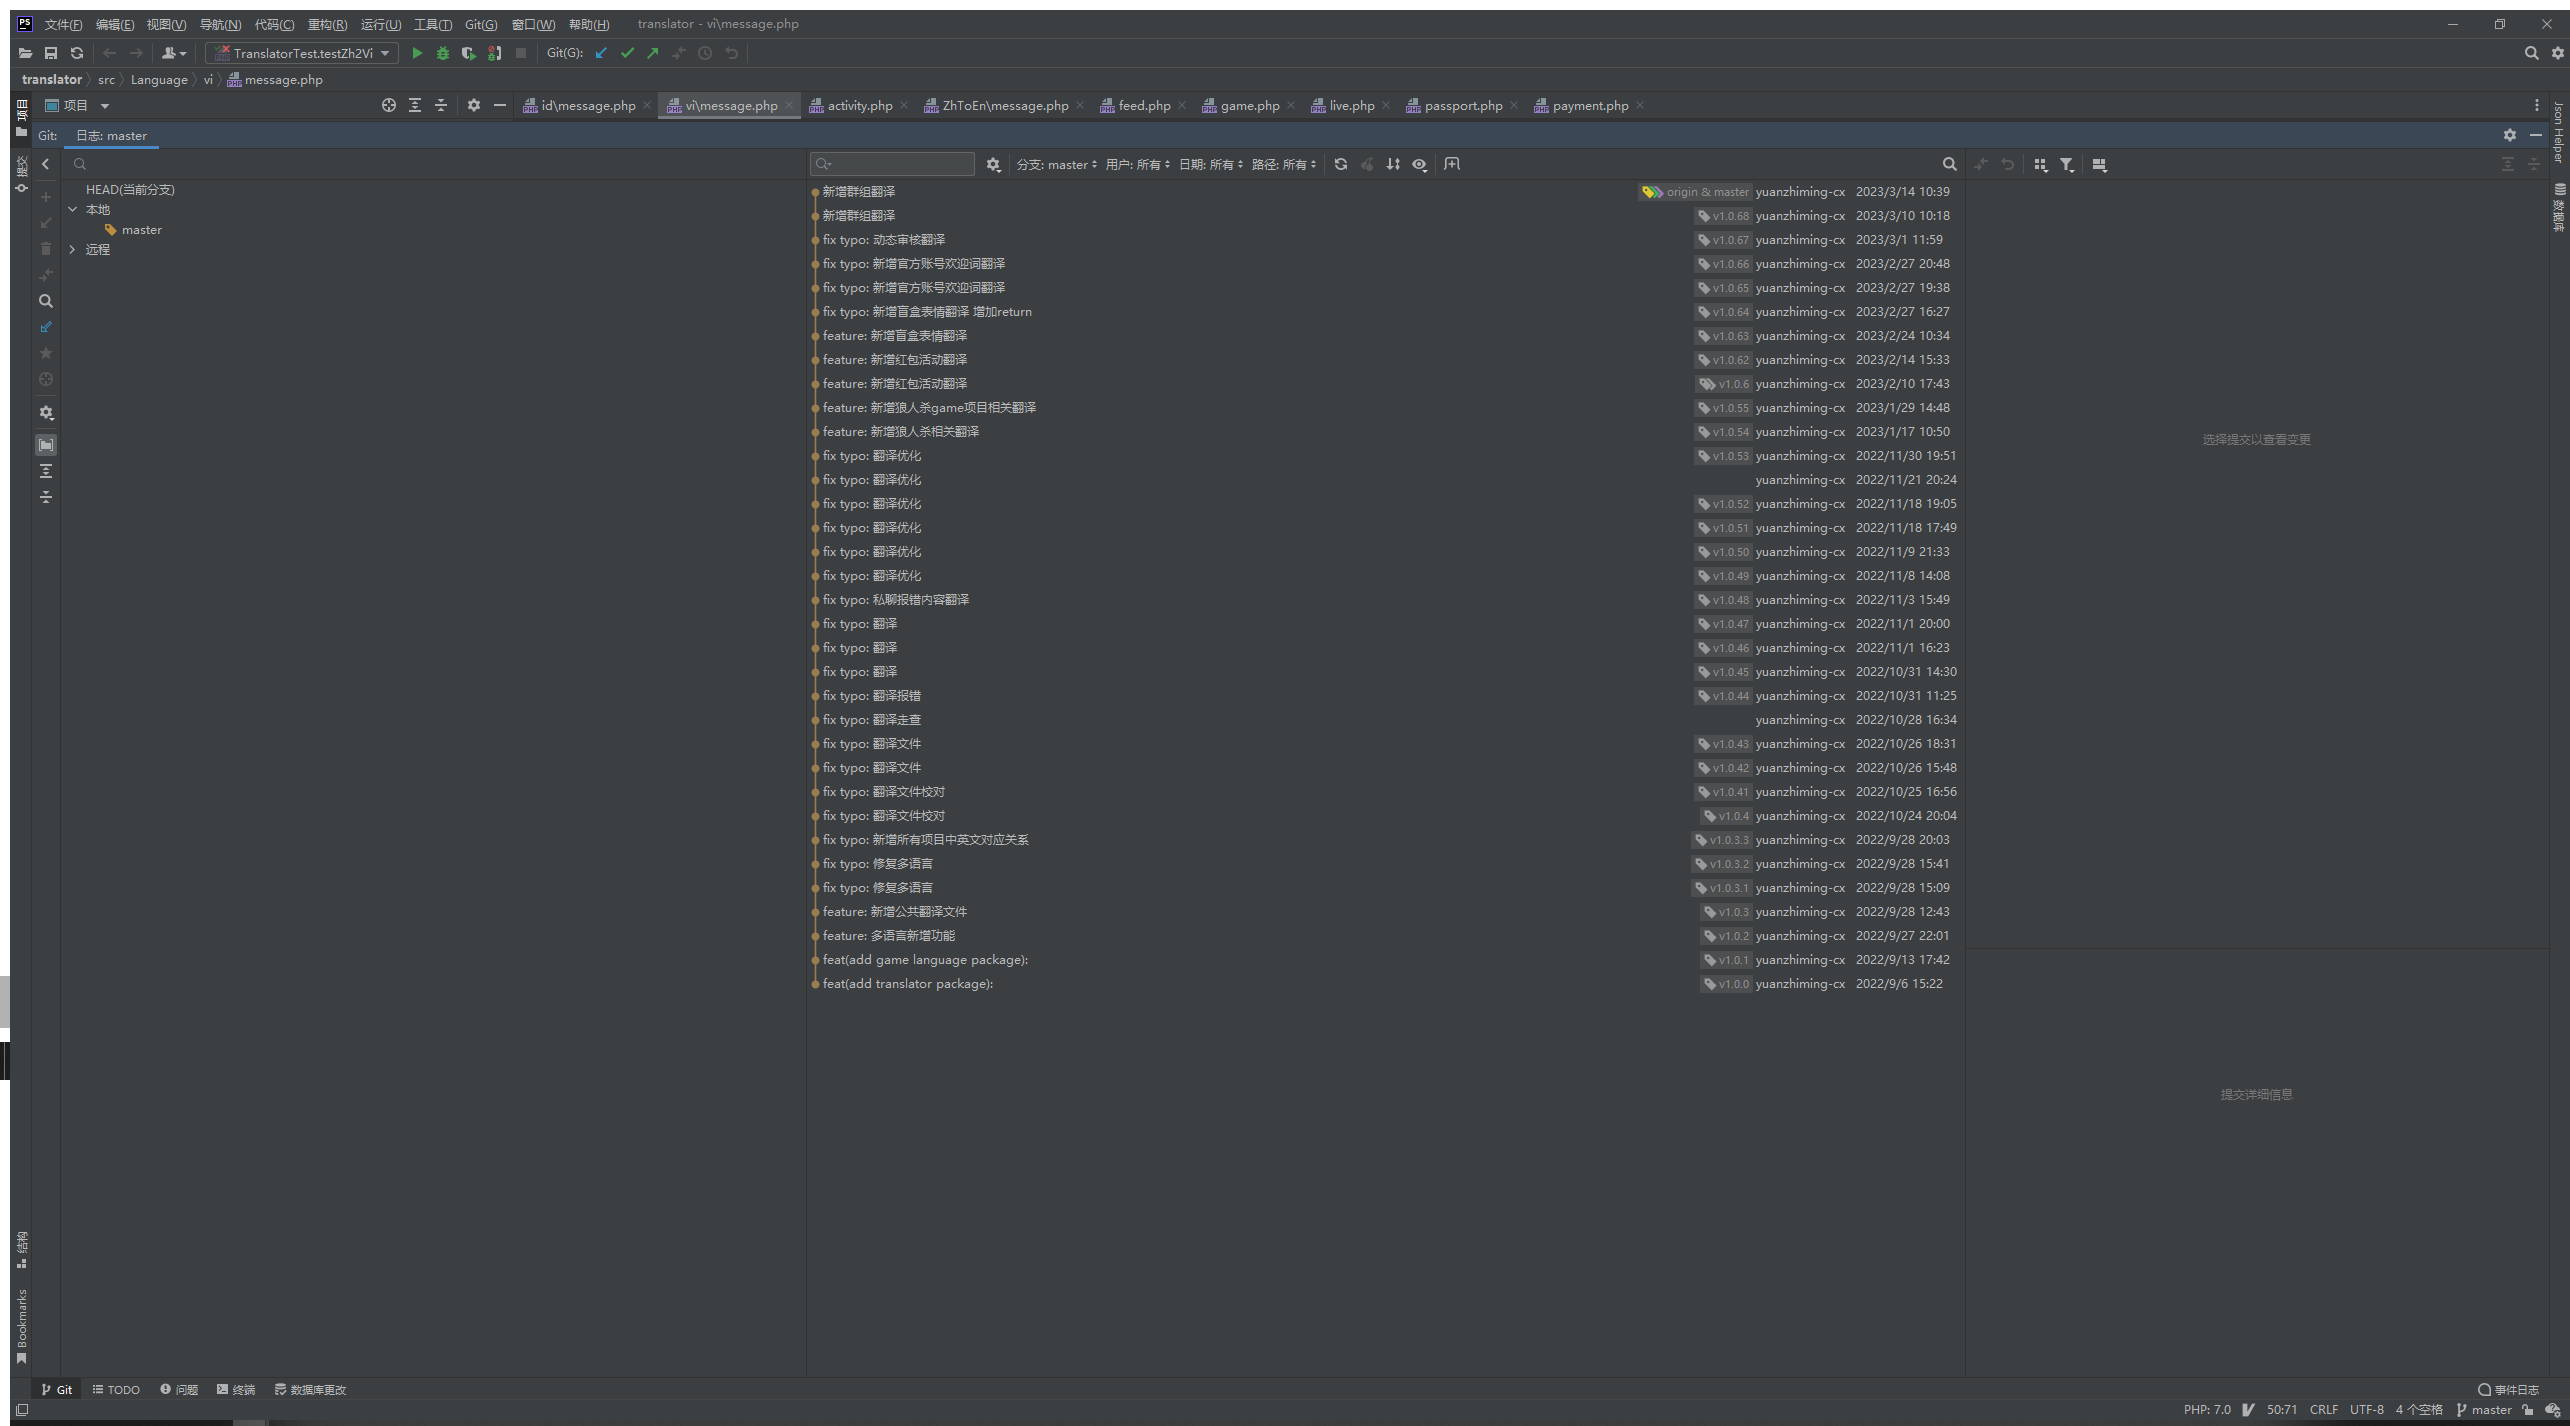 PS 文件(F) 编辑(E) 视图(V) 导航(N) 代码(C) 重构(R) 运行(U) 工具(T) Git(G) 窗口(W) 帮助(H) translator - vi\message.php
TranslatorTest.testZh2Vi Git(G):
translator src Language vi message.php
项目 id\message.php vi\message.php activity.php ZhToEn\message.php feed.php game.php live.php passport.php payment.php
Git: 日志: master
分支: master 用户: 所有 日期: 所有 路径: 所有
HEAD(当前分支)
本地
master
远程
新增群组翻译 origin & master yuanzhiming-cx 2023/3/14 10:39
新增群组翻译 v1.0.68 yuanzhiming-cx 2023/3/10 10:18
fix typo: 动态审核翻译 v1.0.67 yuanzhiming-cx 2023/3/1 11:59
fix typo: 新增官方账号欢迎词翻译 v1.0.66 yuanzhiming-cx 2023/2/27 20:48
fix typo: 新增官方账号欢迎词翻译 v1.0.65 yuanzhiming-cx 2023/2/27 19:38
fix typo: 新增盲盒表情翻译 增加return v1.0.64 yuanzhiming-cx 2023/2/27 16:27
feature: 新增盲盒表情翻译 v1.0.63 yuanzhiming-cx 2023/2/24 10:34
feature: 新增红包活动翻译 v1.0.62 yuanzhiming-cx 2023/2/14 15:33
feature: 新增红包活动翻译 v1.0.6 yuanzhiming-cx 2023/2/10 17:43
feature: 新增狼人杀game项目相关翻译 v1.0.55 yuanzhiming-cx 2023/1/29 14:48
feature: 新增狼人杀相关翻译 v1.0.54 yuanzhiming-cx 2023/1/17 10:50
fix typo: 翻译优化 v1.0.53 yuanzhiming-cx 2022/11/30 19:51
fix typo: 翻译优化 yuanzhiming-cx 2022/11/21 20:24
fix typo: 翻译优化 v1.0.52 yuanzhiming-cx 2022/11/18 19:05
fix typo: 翻译优化 v1.0.51 yuanzhiming-cx 2022/11/18 17:49
fix typo: 翻译优化 v1.0.50 yuanzhiming-cx 2022/11/9 21:33
fix typo: 翻译优化 v1.0.49 yuanzhiming-cx 2022/11/8 14:08
fix typo: 私聊报错内容翻译 v1.0.48 yuanzhiming-cx 2022/11/3 15:49
fix typo: 翻译 v1.0.47 yuanzhiming-cx 2022/11/1 20:00
fix typo: 翻译 v1.0.46 yuanzhiming-cx 2022/11/1 16:23
fix typo: 翻译 v1.0.45 yuanzhiming-cx 2022/10/31 14:30
fix typo: 翻译报错 v1.0.44 yuanzhiming-cx 2022/10/31 11:25
fix typo: 翻译走查 yuanzhiming-cx 2022/10/28 16:34
fix typo: 翻译文件 v1.0.43 yuanzhiming-cx 2022/10/26 18:31
fix typo: 翻译文件 v1.0.42 yuanzhiming-cx 2022/10/26 15:48
fix typo: 翻译文件校对 v1.0.41 yuanzhiming-cx 2022/10/25 16:56
fix typo: 翻译文件校对 v1.0.4 yuanzhiming-cx 2022/10/24 20:04
fix typo: 新增所有项目中英文对应关系 v1.0.3.3 yuanzhiming-cx 2022/9/28 20:03
fix typo: 修复多语言 v1.0.3.2 yuanzhiming-cx 2022/9/28 15:41
fix typo: 修复多语言 v1.0.3.1 yuanzhiming-cx 2022/9/28 15:09
feature: 新增公共翻译文件 v1.0.3 yuanzhiming-cx 2022/9/28 12:43
feature: 多语言新增功能 v1.0.2 yuanzhiming-cx 2022/9/27 22:01
feat(add game language package): v1.0.1 yuanzhiming-cx 2022/9/13 17:42
feat(add translator package): v1.0.0 yuanzhiming-cx 2022/9/6 15:22
选择提交以查看变更
提交详细信息
项目
提交
结构
Bookmarks
Json Helper
数据库
Git TODO 问题 终端 数据库更改 事件日志
PHP: 7.0 50:71 CRLF UTF-8 4 个空格 master